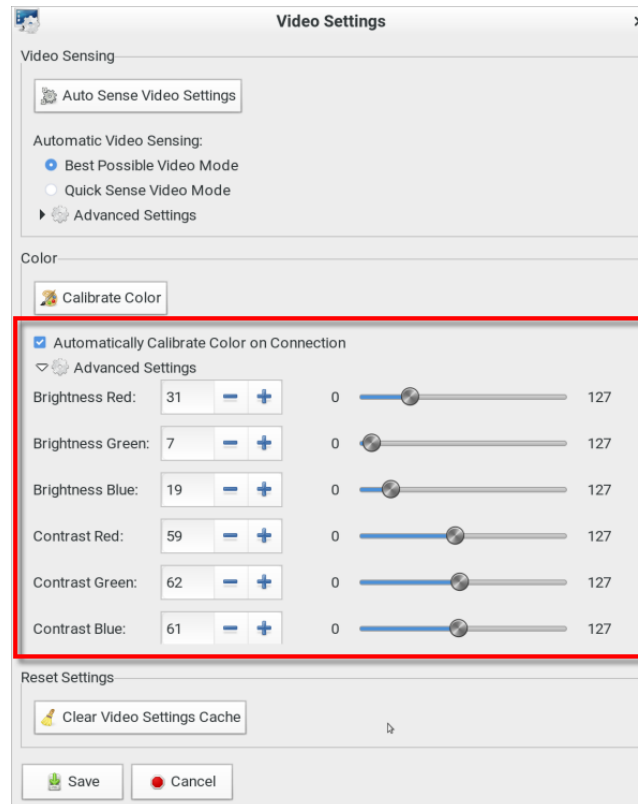 Video Settings
Video Sensing
Auto Sense Video Settings
Automatic Video Sensing:
Best Possible Video Mode
Quick Sense Video Mode
Advanced Settings
Color
Calibrate Color
Automatically Calibrate Color on Connection
Advanced Settings
Brightness Red: 31 0 127
Brightness Green: 7 0 127
Brightness Blue: 19 0 127
Contrast Red: 59 0 127
Contrast Green: 62 0 127
Contrast Blue: 61 0 127
Reset Settings
Clear Video Settings Cache
Save Cancel